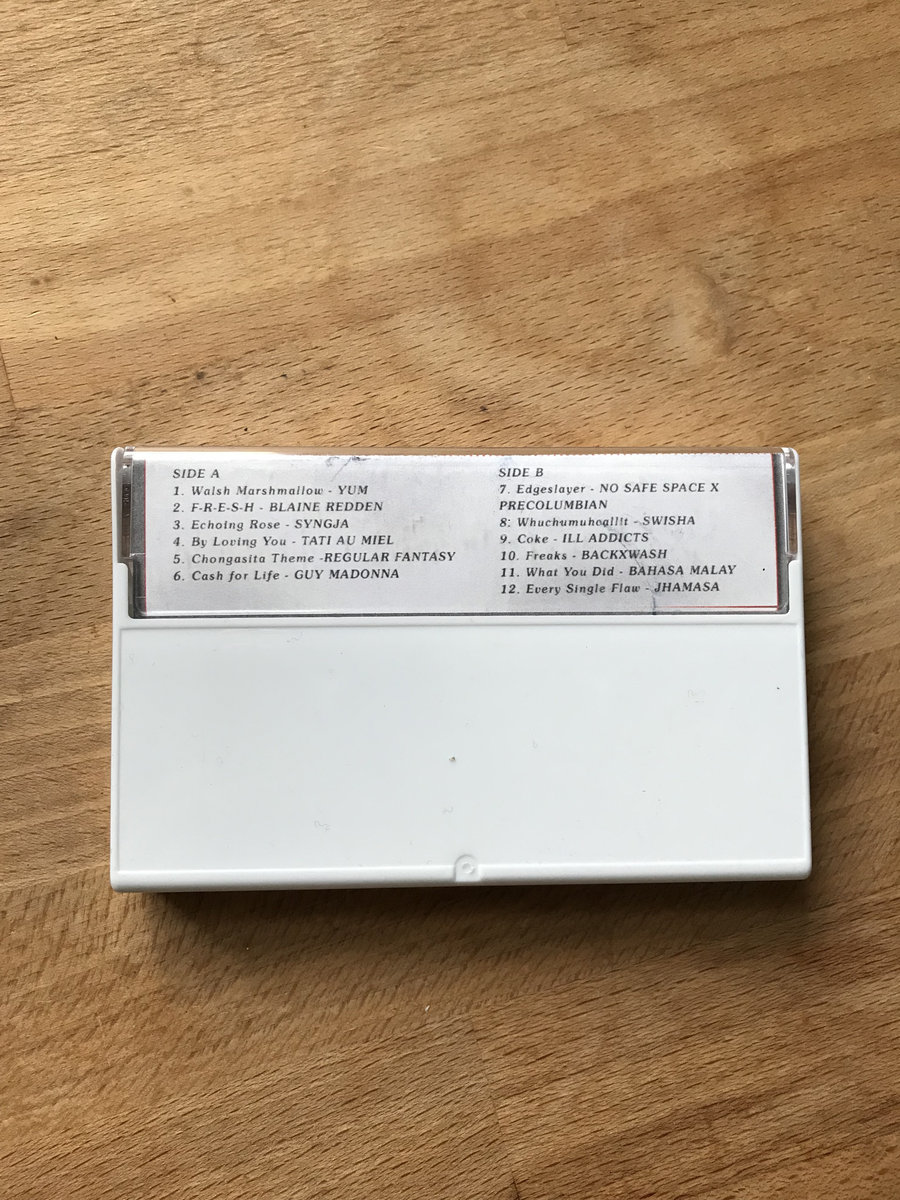 SIDE A
1. Walsh Marshmallow - YUM
2. F-R-E-S-H - BLAINE REDDEN
3. Echoing Rose - SYNGJA
4. By Loving You - TATI AU MIEL
5. Chongasita Theme -REGULAR FANTASY
6. Cash for Life - GUY MADONNA
SIDE B
7. Edgeslayer - NO SAFE SPACE X
PRECOLUMBIAN
8: Whuchumuhcallit - SWISHA
9. Coke - ILL ADDICTS
10. Freaks - BACKXWASH
11. What You Did - BAHASA MALAY
12. Every Single Flaw - JHAMASA